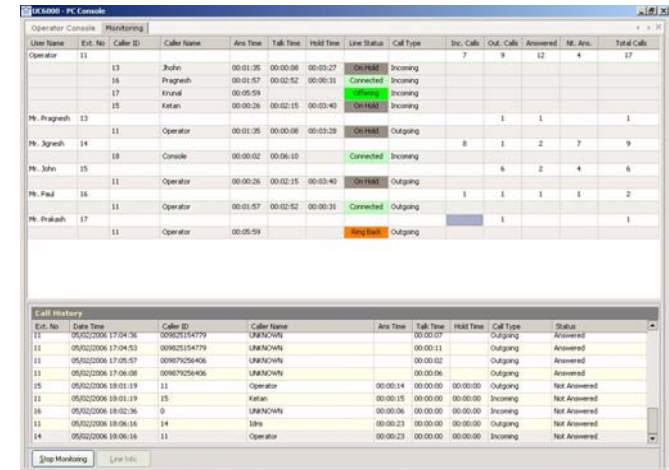 UC6000 - PC Console
Operator Console Monitoring
User Name Ext. No Caller ID Caller Name Ans Time Talk Time Hold Time Line Status Call Type Inc. Calls Out. Calls Answered Nt. Ans. Total Calls
Operator 11 7 9 12 4 17
13 Jhohn 00:01:35 00:00:08 00:03:27 On Hold Incoming
16 Pragnesh 00:01:57 00:02:52 00:00:31 Connected Incoming
17 Krunal 00:05:59 Offering Incoming
15 Ketan 00:00:26 00:02:15 00:03:40 On Hold Incoming
Mr. Pragnesh 13 1 1 1
11 Operator 00:01:35 00:00:08 00:03:28 On Hold Outgoing
Mr. Jignesh 14 8 1 2 7 9
18 Console 00:00:02 00:06:10 Connected Incoming
Mr. John 15 6 2 4 6
11 Operator 00:00:26 00:02:15 00:03:40 On Hold Outgoing
Mr. Paul 16 1 1 1 1 2
11 Operator 00:01:57 00:02:52 00:00:31 Connected Outgoing
Mr. Prakash 17 1 1
11 Operator 00:05:59 Ring Back Outgoing
Call History
Ext. No Date Time Caller ID Caller Name Ans Time Talk Time Hold Time Call Type Status
11 05/02/2006 17:04:36 009825154779 UNKNOWN 00:00:07 Outgoing Answered
11 05/02/2006 17:04:53 009825154779 UNKNOWN 00:00:11 Outgoing Answered
11 05/02/2006 17:05:57 009879256406 UNKNOWN 00:00:02 Outgoing Answered
11 05/02/2006 17:06:08 009879256406 UNKNOWN 00:00:06 Outgoing Answered
15 05/02/2006 18:01:19 11 Operator 00:00:14 00:00:00 00:00:00 Outgoing Not Answered
11 05/02/2006 18:01:19 15 Ketan 00:00:15 00:00:00 00:00:00 Incoming Not Answered
16 05/02/2006 18:02:36 0 UNKNOWN 00:00:06 00:00:00 00:00:00 Incoming Not Answered
11 05/02/2006 18:06:16 14 Idris 00:00:23 00:00:00 00:00:00 Outgoing Not Answered
14 05/02/2006 18:06:16 11 Operator 00:00:23 00:00:00 00:00:00 Incoming Not Answered
Stop Monitoring Line Info